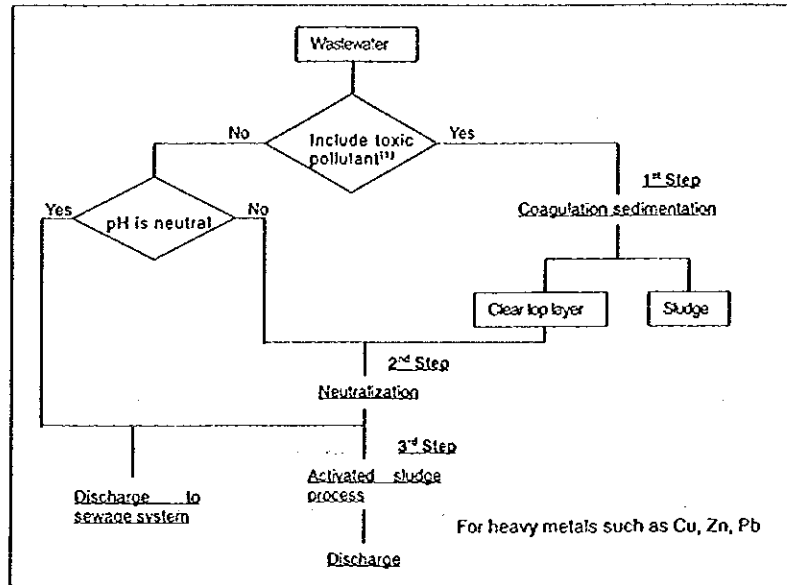 Wastewater
No
Include toxic
Yes
pollutant(1)
1st Step
Yes
pH is neutral
No
Coagulation sedimentation
Clear top layer
Sludge
2nd Step
Neutralization
3rd Step
Activated sludge
process
Discharge to
sewage system
For heavy metals such as Cu, Zn, Pb
Discharge